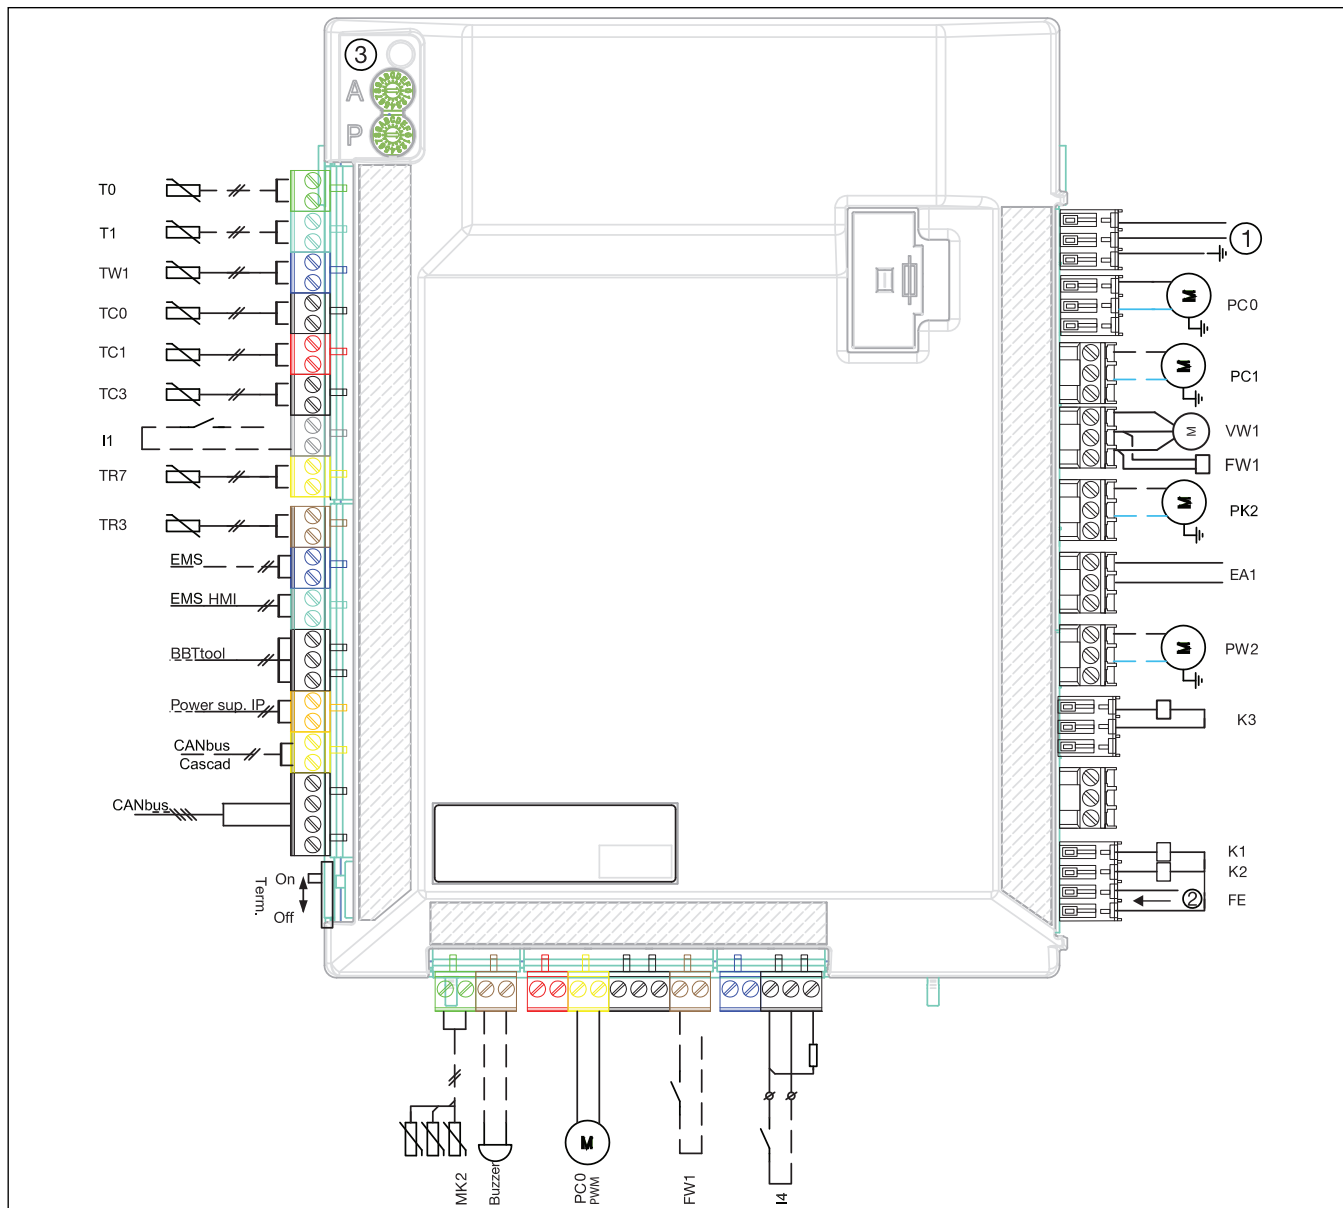 3
A
P
T0
T1
TW1
TC0
TC1
TC3
I1
TR7
TR3
EMS
EMS HMI
BBTtool
Power sup. IP
CANbus
Cascad
CANbus
On
Term.
Off
1
M
PC0
M
PC1
M
VW1
FW1
M
PK2
EA1
M
PW2
K3
K1
K2
2
FE
M
MK2
Buzzer
PC0
PWM
FW1
I4